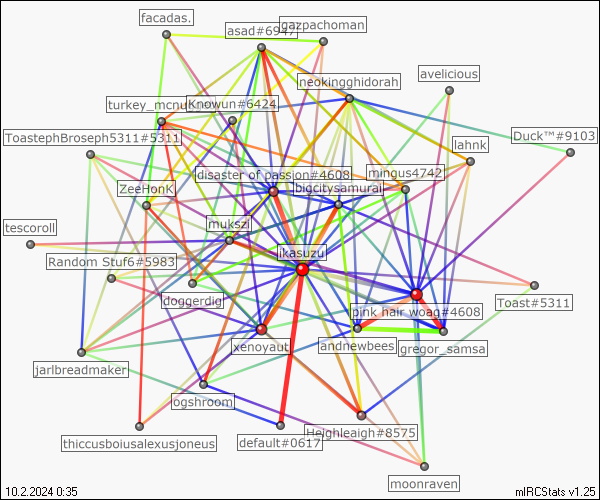 facadas.
gazpachoman
asad#6947
neokingghidorah
avelicious
turkey_mcnu
Knowun#6424
ToastephBroseph5311#5311
Duck™#9103
lahnk
disaster of passion#4608
mingus4742
ZeeHonK
bigcitysamurai
mukszi
tescoroll
jkasuzu
Random Stuf6#5983
doggerdig
Toast#5311
pink hair woag#4608
xenoyaut
andnewbees
gregor_samsa
jarlbreadmaker
ogshroom
Heighleaigh#8575
thiccusboiusalexusjoneus
default#0617
moonraven
10.2.2024 0:35
mIRCStats v1.25